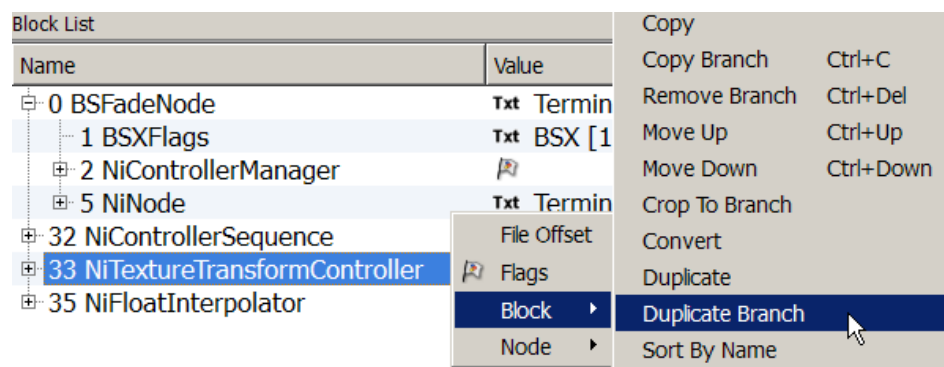 Block List
Name Value
0 BSFadeNode Txt Termin
1 BSXFlags Txt BSX [1
2 NiControllerManager
5 NiNode Txt Termin
32 NiControllerSequence
33 NiTextureTransformController
35 NiFloatInterpolator
File Offset
Flags
Block
Node
Copy
Copy Branch Ctrl+C
Remove Branch Ctrl+Del
Move Up Ctrl+Up
Move Down Ctrl+Down
Crop To Branch
Convert
Duplicate
Duplicate Branch
Sort By Name